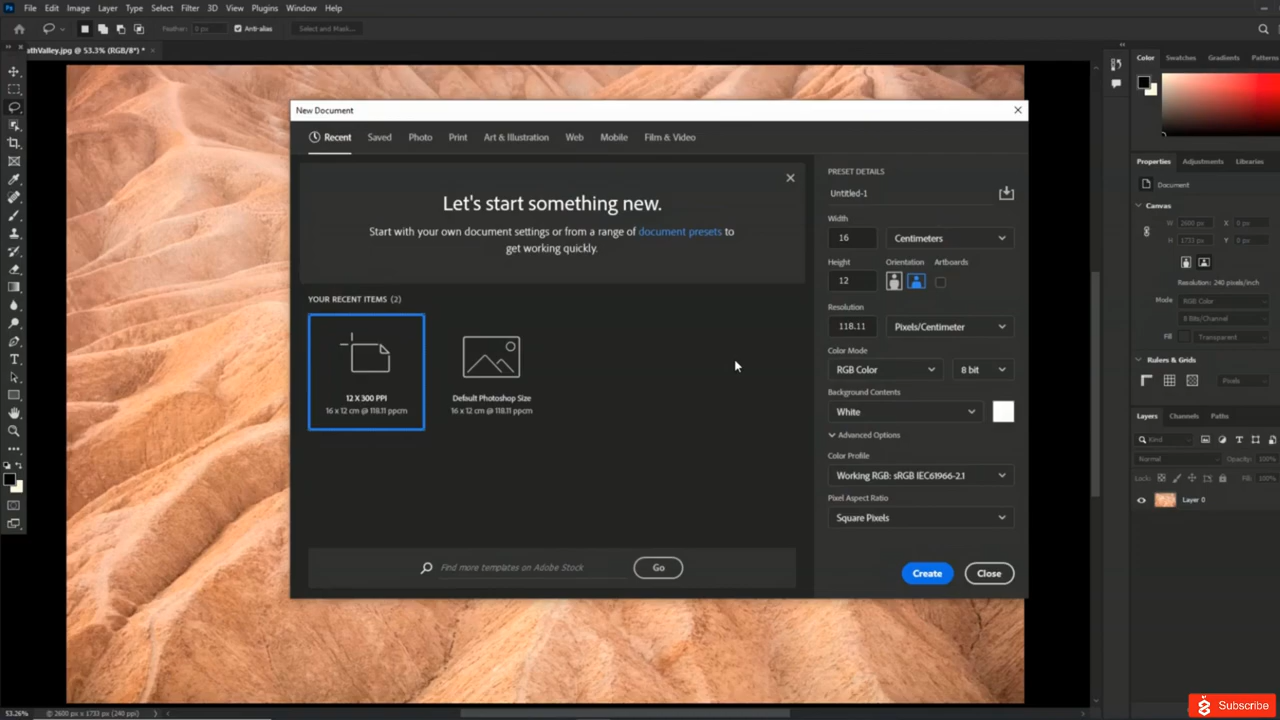 Ps File Edit Image Layer Type Select Filter 3D View Plugins Window Help
Feather: 0 px Anti-alias Select and Mask...
athValley.jpg @ 53.3% (RGB/8*) *
New Document
Recent Saved Photo Print Art & Illustration Web Mobile Film & Video
Let's start something new.
Start with your own document settings or from a range of document presets to
get working quickly.
YOUR RECENT ITEMS (2)
12 X 300 PPI
16 x 12 cm @ 118.11 ppcm
Default Photoshop Size
16 x 12 cm @ 118.11 ppcm
Find more templates on Adobe Stock
Go
PRESET DETAILS
Untitled-1
Width
16 Centimeters
Height Orientation Artboards
12
Resolution
118.11 Pixels/Centimeter
Color Mode
RGB Color 8 bit
Background Contents
White
Advanced Options
Color Profile
Working RGB: sRGB IEC61966-2.1
Pixel Aspect Ratio
Square Pixels
Create Close
Color Swatches Gradients Patterns
Properties Adjustments Libraries
Document
Canvas
W 2600 px X 0 px
H 1733 px Y 0 px
Resolution: 240 pixels/inch
Mode RGB Color
8 Bits/Channel
Fill Transparent
Rulers & Grids
Pixels
Layers Channels Paths
Kind
Normal Opacity: 100%
Lock: Fill: 100%
Layer 0
53.26% © 2600 px x 1733 px (240 ppi)
Subscribe